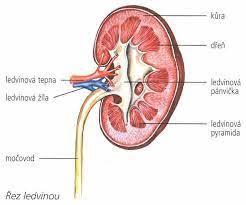 kůra
dřeň
ledvinová tepna
ledvinová žíla
ledvinová
pánvička
ledvinová
pyramida
močovod
Řez ledvinou